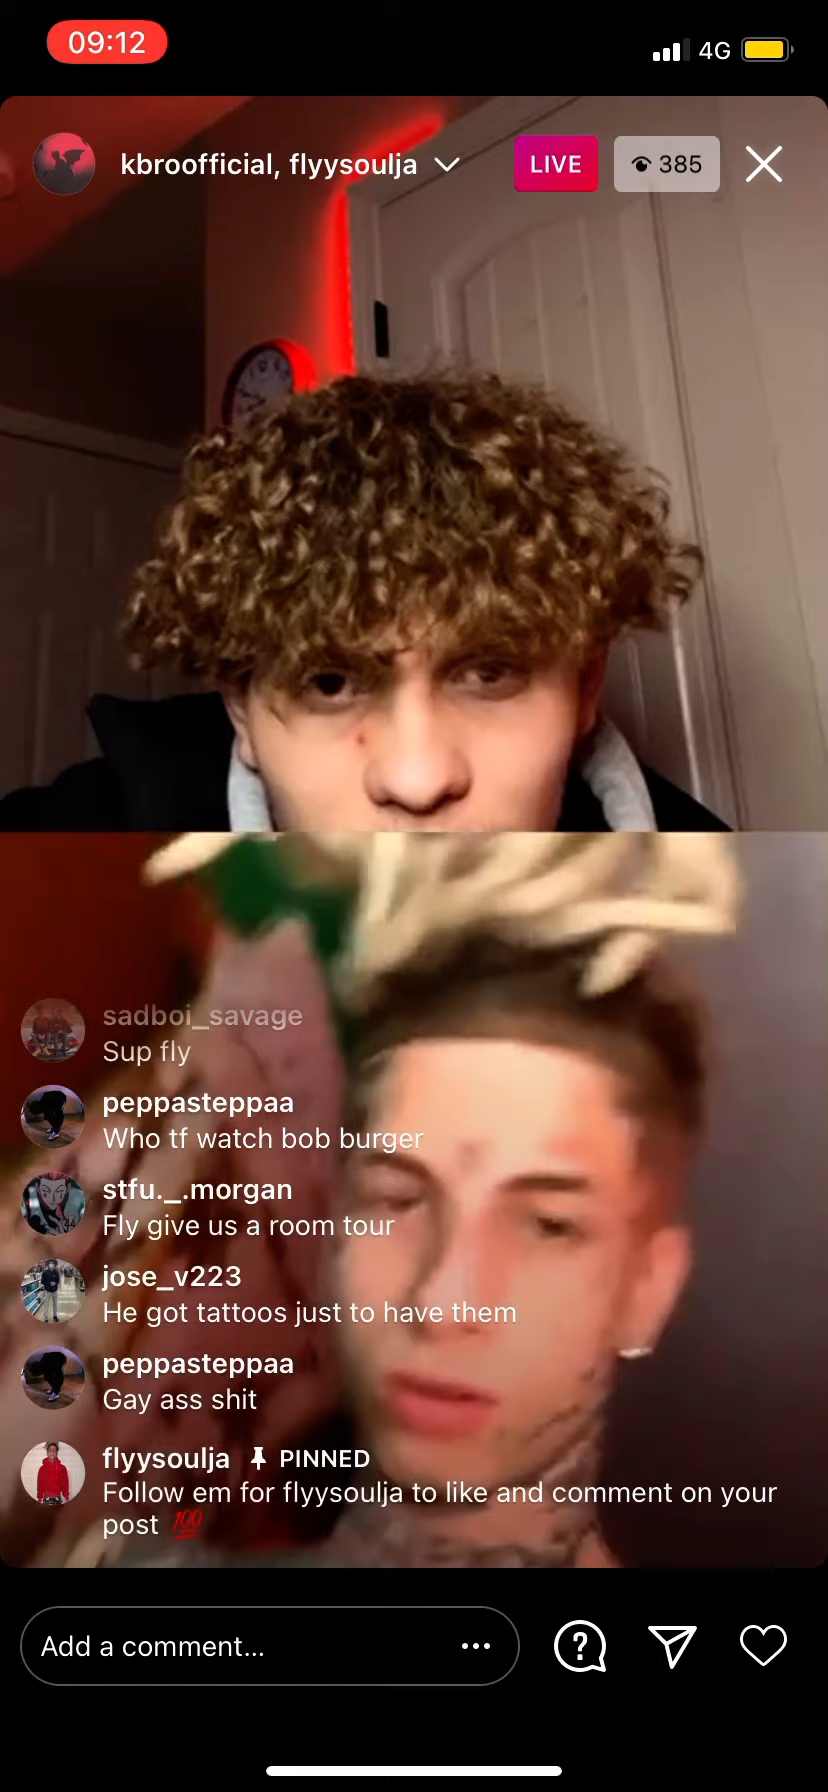 09:12
4G
kbroofficial, flyysoulja
LIVE
385
sadboi_savage
Sup fly
peppasteppaa
Who tf watch bob burger
stfu._.morgan
Fly give us a room tour
jose_v223
He got tattoos just to have them
peppasteppaa
Gay ass shit
flyysoulja PINNED
Follow em for flyysoulja to like and comment on your
post 💯
Add a comment...